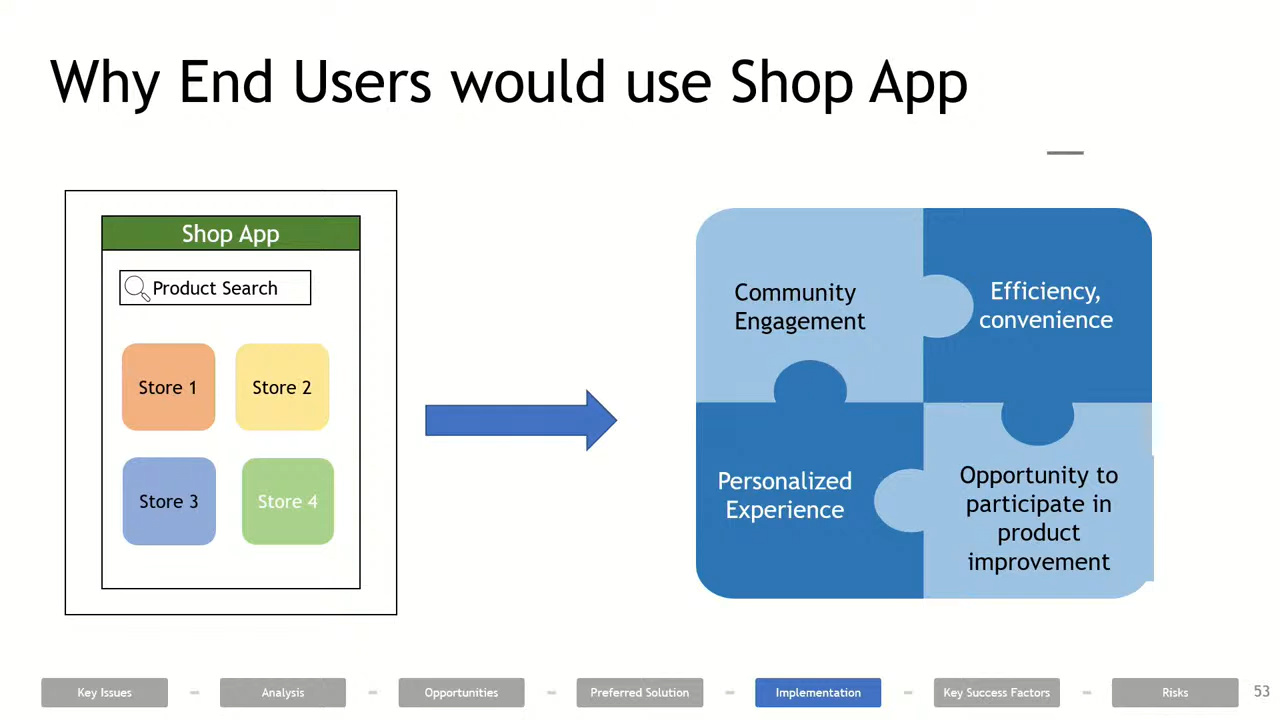 Why End Users would use Shop App
Shop App
Product Search
Store 1
Store 2
Store 3
Store 4
Community
Engagement
Efficiency,
convenience
Personalized
Experience
Opportunity to
participate in
product
improvement
Key Issues
Analysis
Opportunities
Preferred Solution
Implementation
Key Success Factors
Risks
53